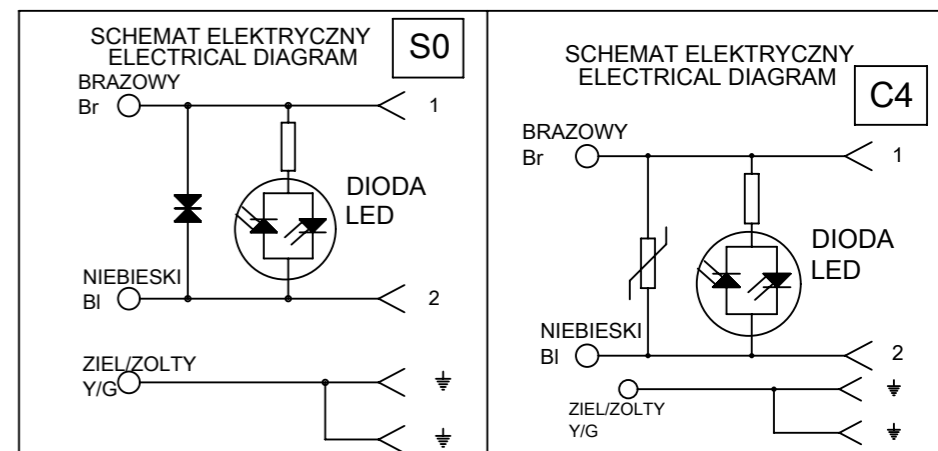 SCHEMAT ELEKTRYCZNY
ELECTRICAL DIAGRAM
S0
BRAZOWY
Br
1
DIODA
LED
NIEBIESKI
Bl
2
ZIEL/ZOLTY
Y/G
SCHEMAT ELEKTRYCZNY
ELECTRICAL DIAGRAM
C4
BRAZOWY
Br
1
DIODA
LED
NIEBIESKI
Bl
2
ZIEL/ZOLTY
Y/G